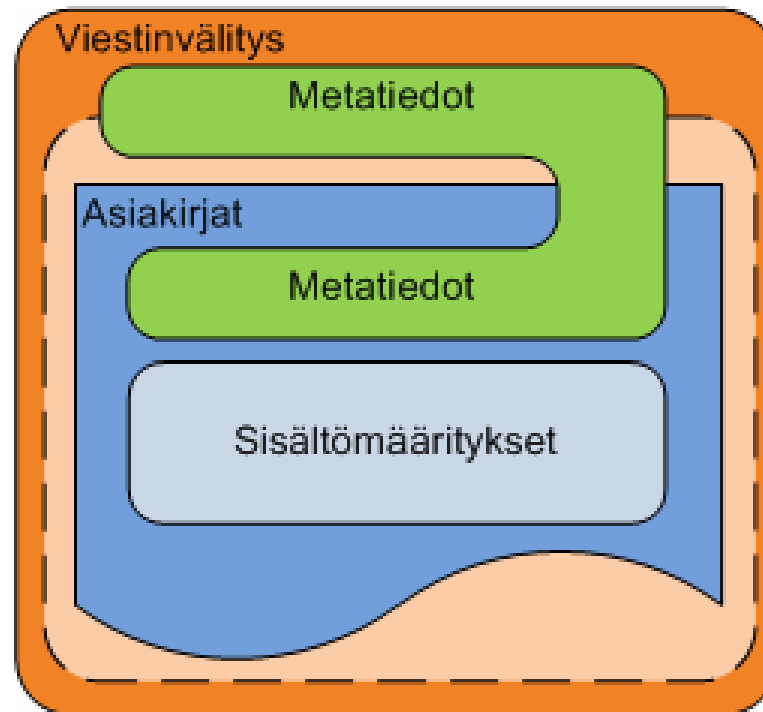 Viestinvälitys
Metatiedot
Asiakirjat
Metatiedot
Sisältömääritykset